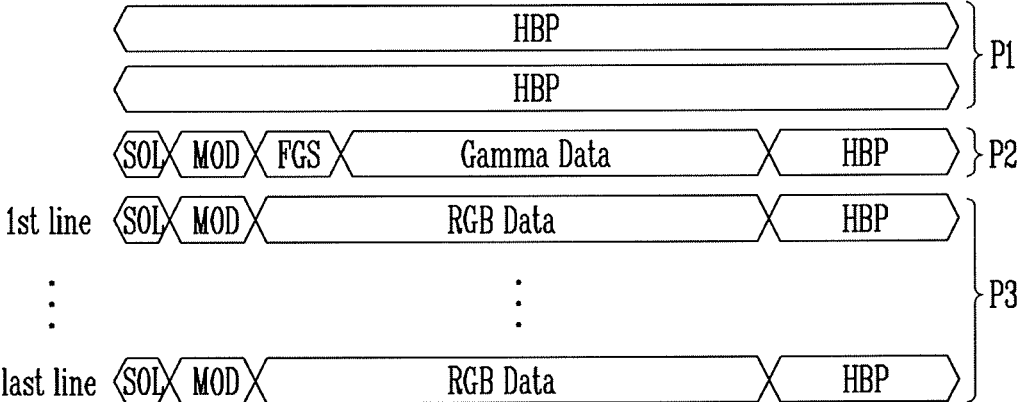 HBP
P1
HBP
SOL MOD FGS Gamma Data HBP P2
1st line SOL MOD RGB Data HBP
P3
last line SOL MOD RGB Data HBP